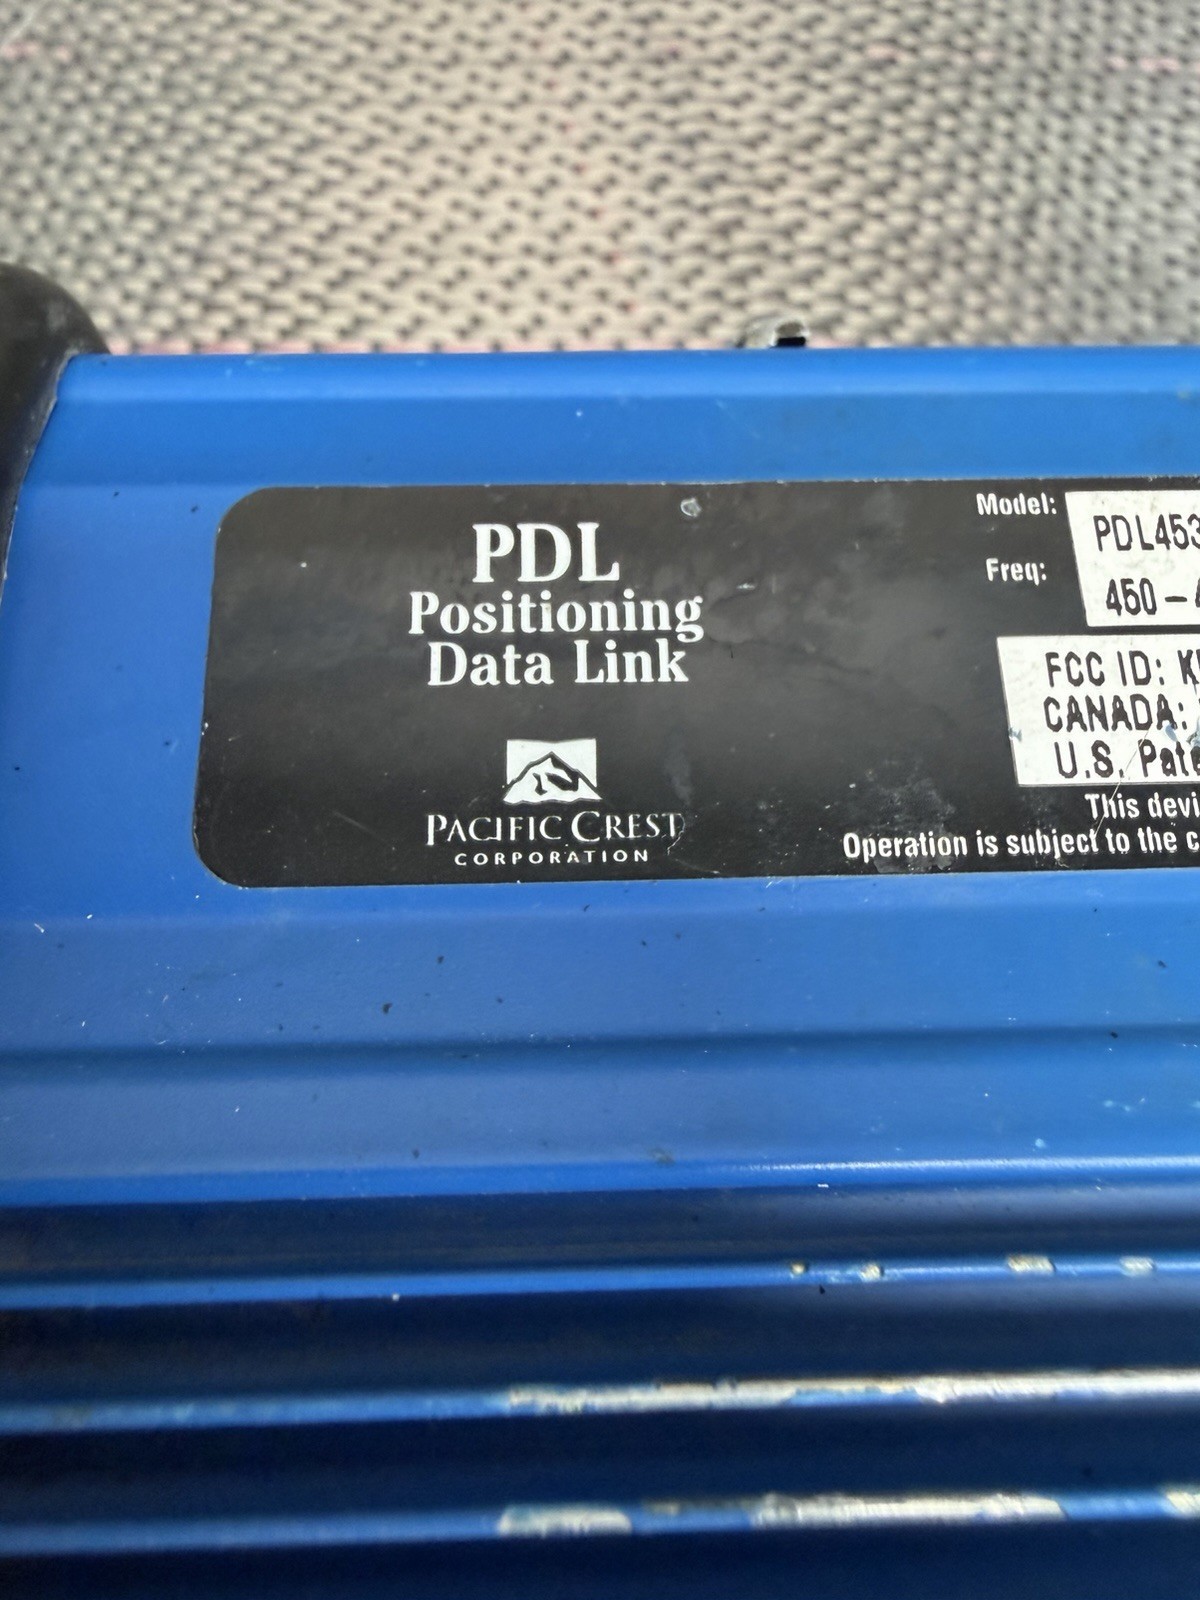 PDL
Positioning
Data Link
PACIFIC CREST
CORPORATION
Model: PDL453
Freq: 450 –
FCC ID:
CANADA:
U.S.
This
Operation is subject to the